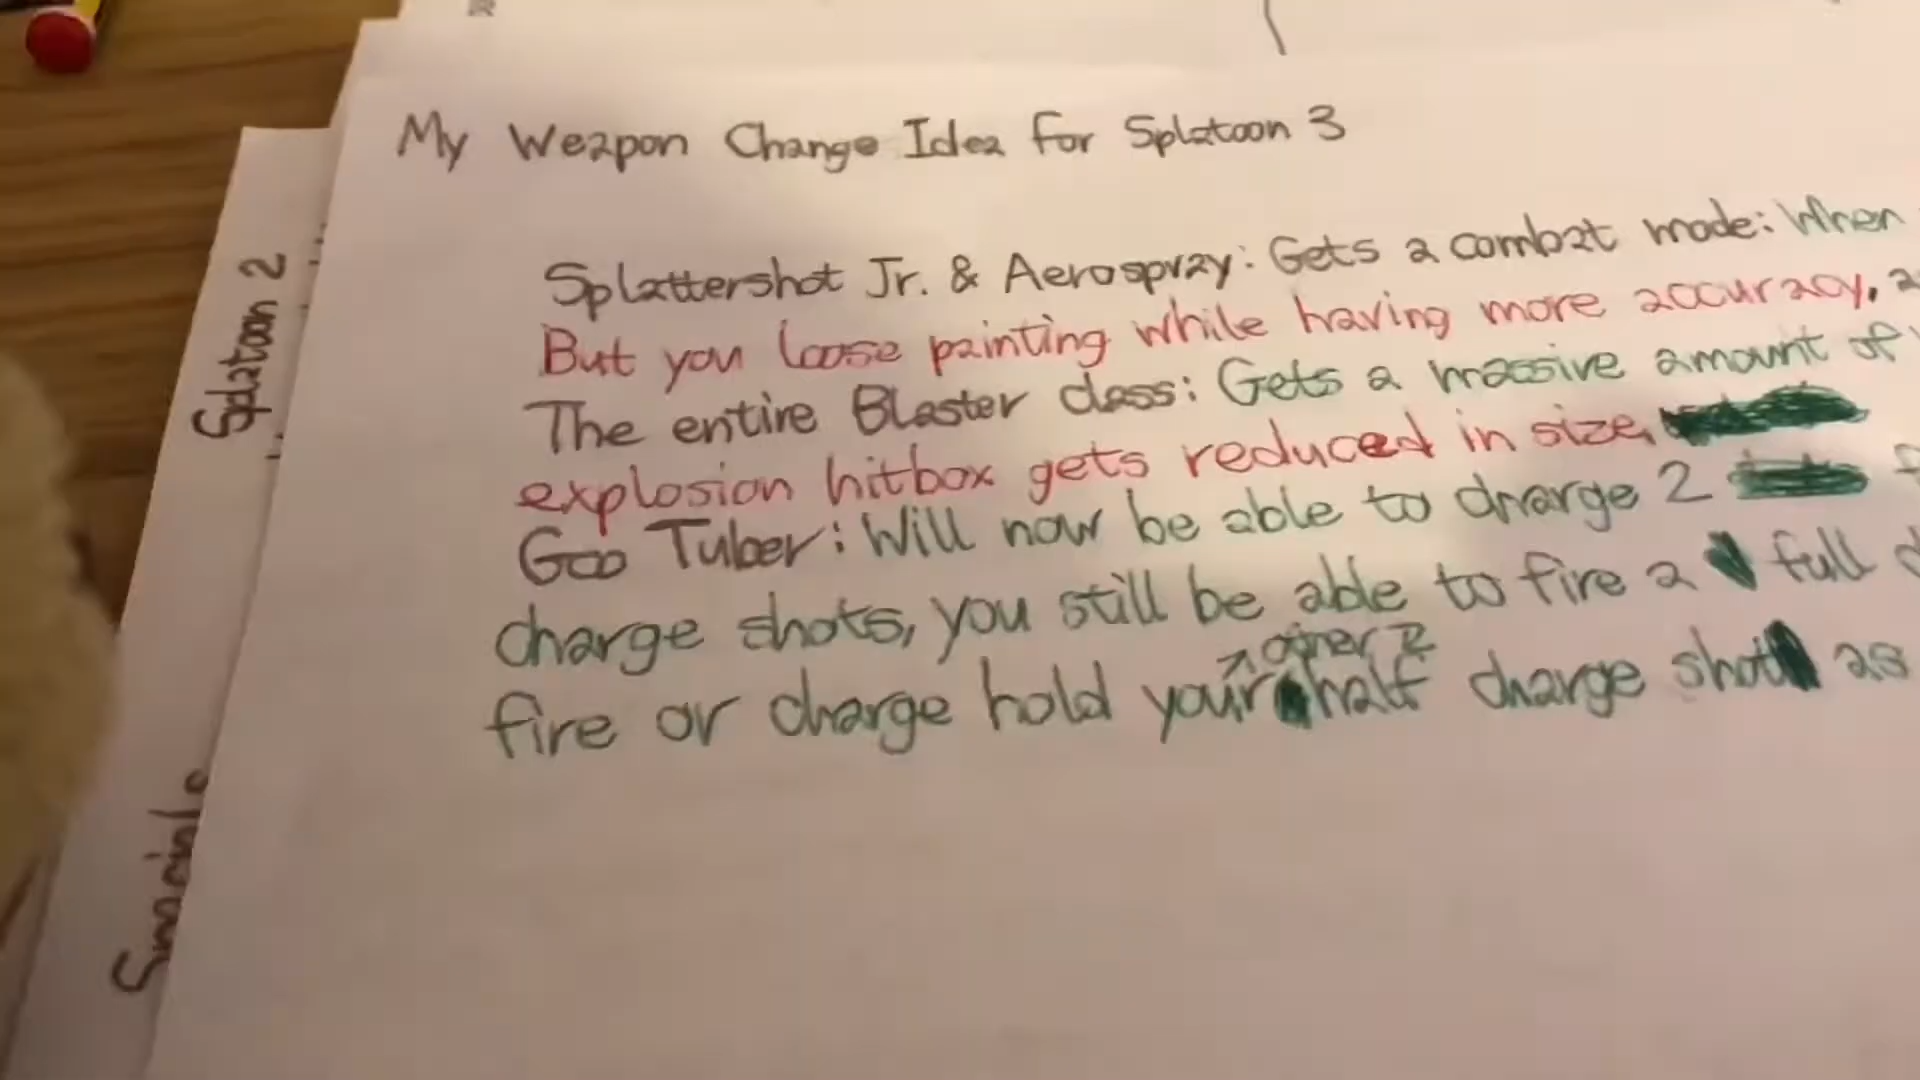 My Weapon Change Idea For Splatoon 3
Splattershot Jr. & Aerospray: Gets a combat mode: When
But you loose painting while having more accuracy,
The entire Blaster class: Gets a massive amount of
explosion hitbox gets reduced in size,
Goo Tuber: Will now be able to charge 2
charge shots, you still be able to fire a full
other 2
fire or charge hold your half charge shot as
Splatoon 2